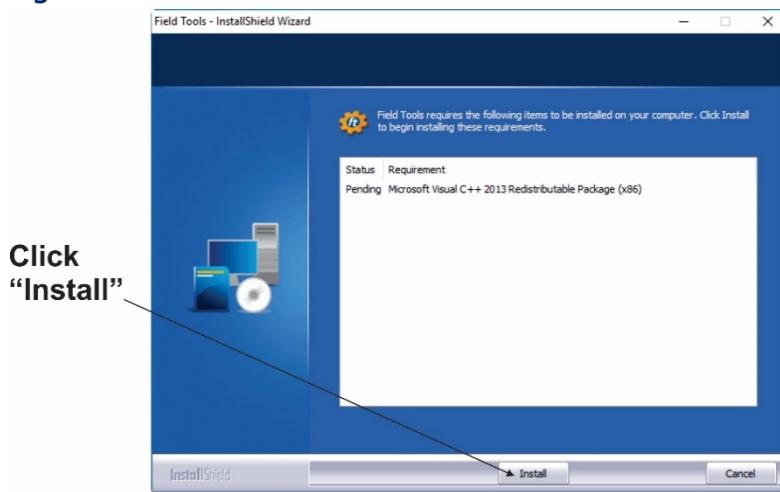 Field Tools - InstallShield Wizard
Field Tools requires the following items to be installed on your computer. Click Install
to begin installing these requirements.
Status Requirement
Pending Microsoft Visual C++ 2013 Redistributable Package (x86)
Click
“Install”
InstallShield
Install
Cancel